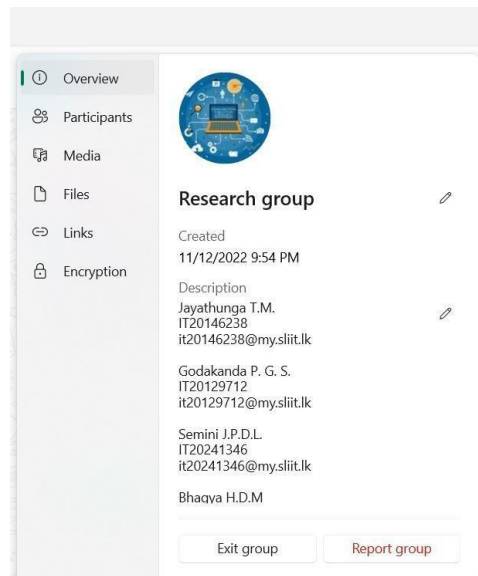 Overview
Participants
Media
Files
Links
Encryption
Research group
Created
11/12/2022 9:54 PM
Description
Jayathunga T.M.
IT20146238
it20146238@my.sliit.lk
Godakanda P. G. S.
IT20129712
it20129712@my.sliit.lk
Semini J.P.D.L.
IT20241346
it20241346@my.sliit.lk
Bhagya H.D.M
Exit group
Report group